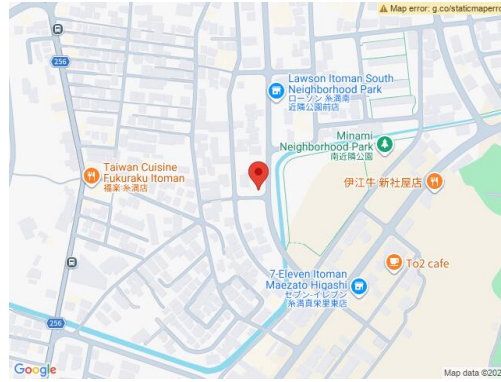 Map error: g.co/staticmaperro
256
Lawson Itoman South
Neighborhood Park
ローソン 糸満南
近隣公園前店
Minami
Neighborhood Park
南近隣公園
Taiwan Cuisine
Fukuraku Itoman
福楽 糸満店
伊江牛 新社屋店
To2 cafe
7-Eleven Itoman
Maezato Higashi
セブン-イレブン
糸満真栄里東店
256
Google
Map data ©202